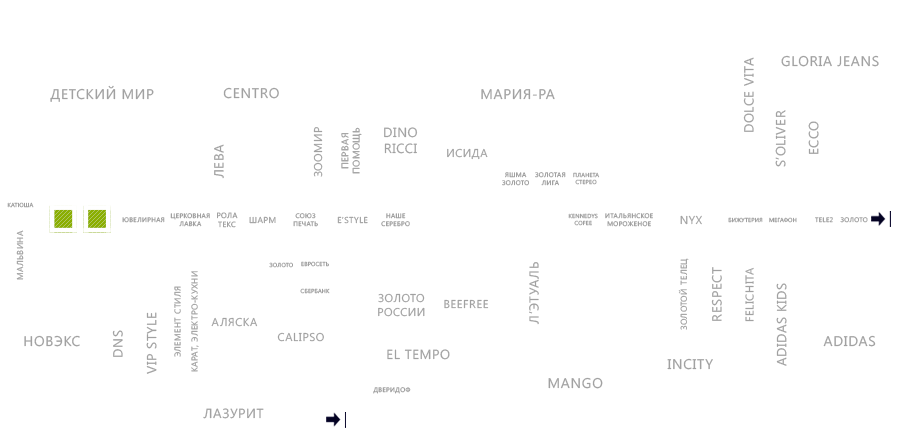 GLORIA JEANS
DOLCE VITA
ДЕТСКИЙ МИР
CENTRO
МАРИЯ-РА
S'OLIVER
ECCO
ЛЕВА
ЗООМИР
ПЕРВАЯ
ПОМОЩЬ
DINO
RICCI
ИСИДА
ЯШМА
ЗОЛОТО
ЗОЛОТАЯ
ЛИГА
ПЛАНЕТА
СТЕРЕО
КАТЮША
ЮВЕЛИРНАЯ
ЦЕРКОВНАЯ
ЛАВКА
РОЛА
ТЕКС
ШАРМ
СОЮЗ
ПЕЧАТЬ
E'STYLE
НАШЕ
СЕРЕБРО
KENNEDYS
COFEE
ИТАЛЬЯНСКОЕ
МОРОЖЕНОЕ
NYX
БИЖУТЕРИЯ
МЕГАФОН
TELE2
ЗОЛОТО
МАЛЬВИНА
ЗОЛОТО
ЕВРОСЕТЬ
СБЕРБАНК
ЗОЛОТО
РОССИИ
BEEFREE
Л'ЭТУАЛЬ
ЗОЛОТОЙ ТЕЛЕЦ
RESPECT
FELICHITA
ADIDAS KIDS
ADIDAS
НОВЭКС
DNS
VIP STYLE
ЭЛЕМЕНТ СТИЛЯ
КАРАТ, ЭЛЕКТРО-КУХНИ
АЛЯСКА
CALIPSO
EL TEMPO
INCITY
MANGO
ДВЕРИДОФ
ЛАЗУРИТ